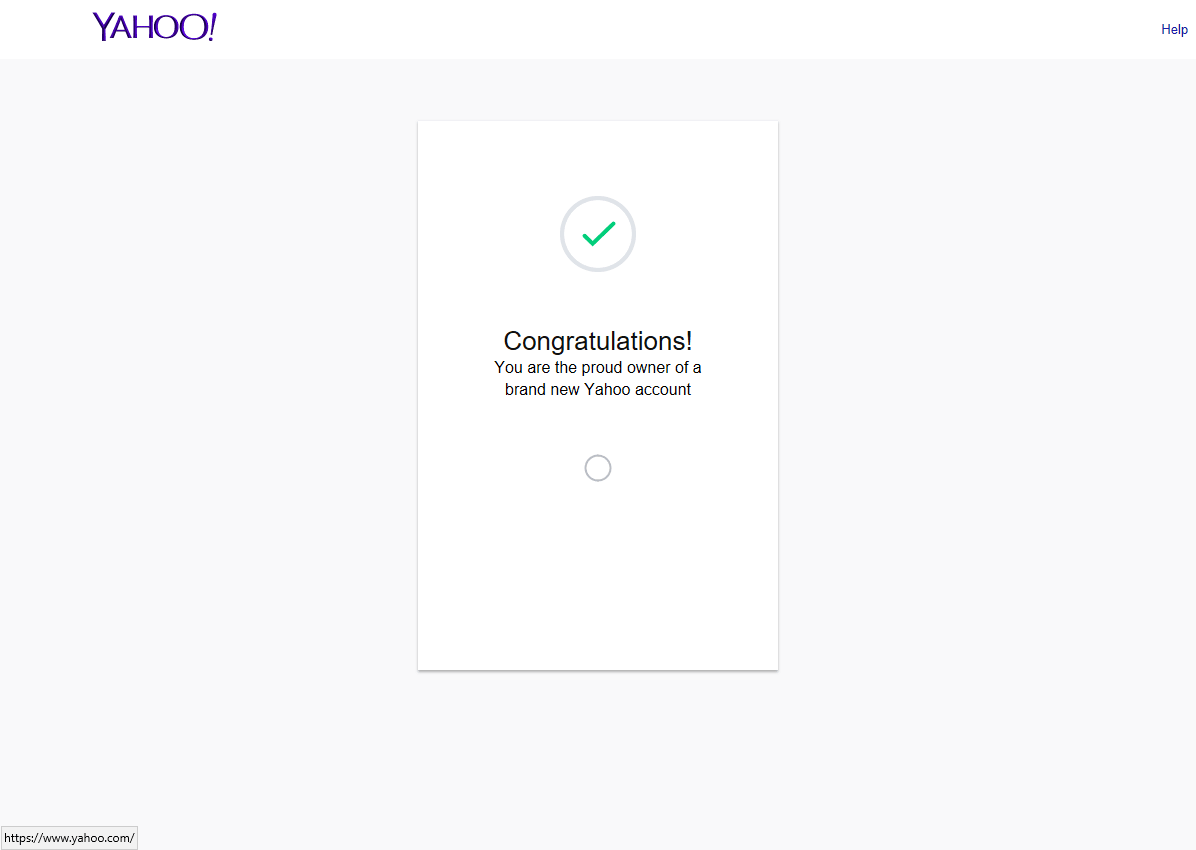 YAHOO!
Help
Congratulations!
You are the proud owner of a
brand new Yahoo account
https://www.yahoo.com/